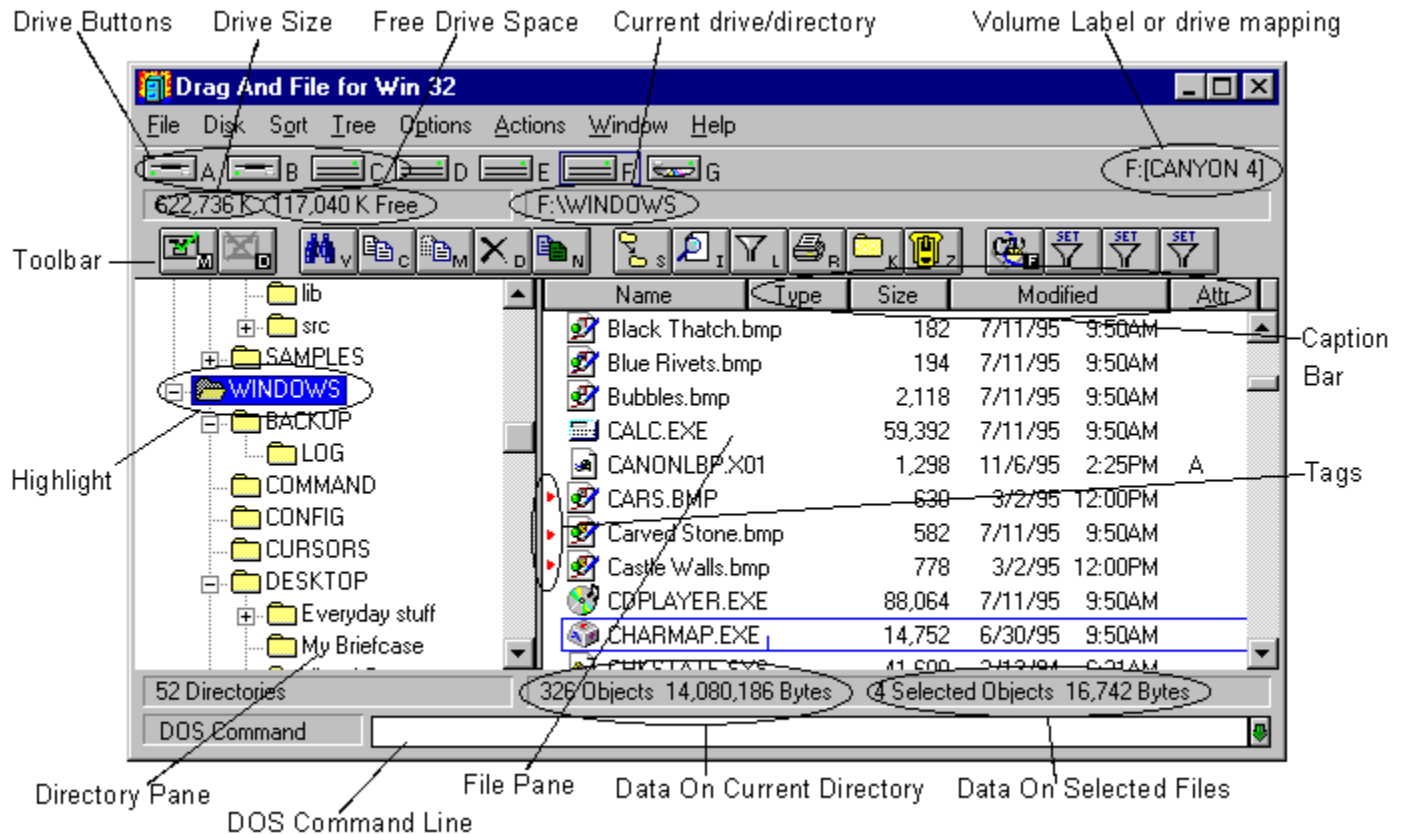 Drive Buttons Drive Size Free Drive Space Current drive/directory Volume Label or drive mapping
Drag And File for Win 32
File Disk Sort Tree Options Actions Window Help
A B C D E F G F:[CANYON 4]
622,736 K 117,040 K Free F:\WINDOWS
Toolbar
M D V C M D N S I L R K Z F SET SET SET
Name Type Size Modified Attr
lib
src
SAMPLES
WINDOWS
BACKUP
LOG
COMMAND
CONFIG
CURSORS
DESKTOP
Everyday stuff
My Briefcase
Black Thatch.bmp 182 7/11/95 9:50AM
Blue Rivets.bmp 194 7/11/95 9:50AM
Bubbles.bmp 2,118 7/11/95 9:50AM
CALC.EXE 59,392 7/11/95 9:50AM
CANONLBP.X01 1,298 11/6/95 2:25PM A
CARS.BMP 630 3/2/95 12:00PM
Carved Stone.bmp 582 7/11/95 9:50AM
Castle Walls.bmp 778 3/2/95 12:00PM
CDPLAYER.EXE 88,064 7/11/95 9:50AM
CHARMAP.EXE 14,752 6/30/95 9:50AM
Caption
Bar
Highlight
Tags
52 Directories 326 Objects 14,080,186 Bytes 4 Selected Objects 16,742 Bytes
DOS Command
Directory Pane
File Pane
Data On Current Directory
Data On Selected Files
DOS Command Line